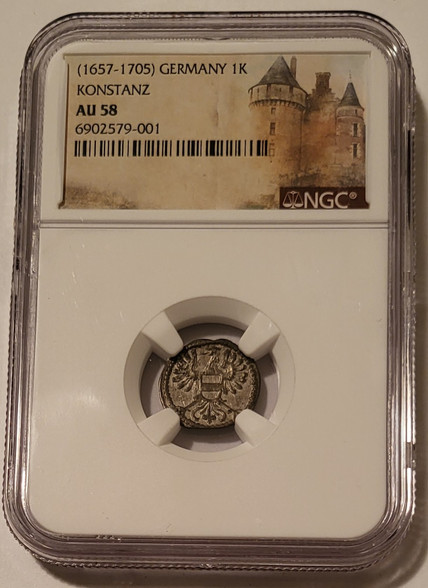 (1657-1705) GERMANY 1K
KONSTANZ
AU 58
6902579-001
NGC®